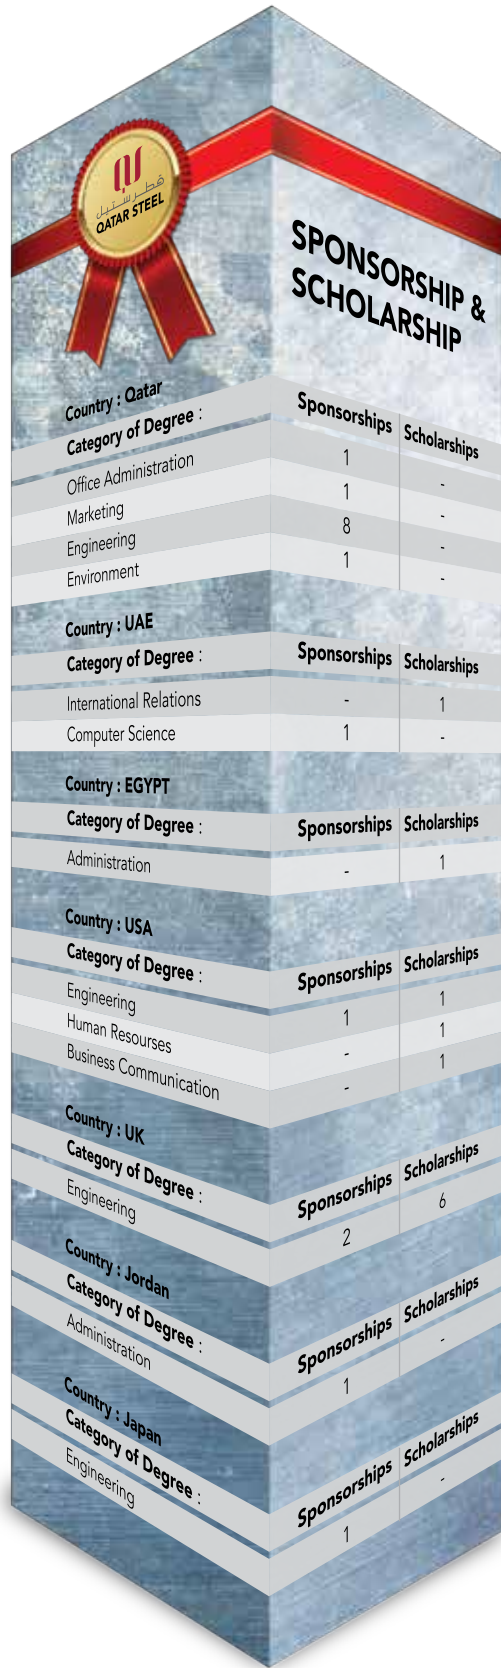 قطر ستيل
QATAR STEEL
SPONSORSHIP &
SCHOLARSHIP
Country : Qatar
Category of Degree : Sponsorships Scholarships
Office Administration 1 -
Marketing 1 -
Engineering 8 -
Environment 1 -
Country : UAE
Category of Degree : Sponsorships Scholarships
International Relations - 1
Computer Science 1 -
Country : EGYPT
Category of Degree : Sponsorships Scholarships
Administration - 1
Country : USA
Category of Degree : Sponsorships Scholarships
Engineering 1 1
Human Resourses - 1
Business Communication - 1
Country : UK
Category of Degree : Sponsorships Scholarships
Engineering 2 6
Country : Jordan
Category of Degree : Sponsorships Scholarships
Administration 1 -
Country : Japan
Category of Degree : Sponsorships Scholarships
Engineering 1 -